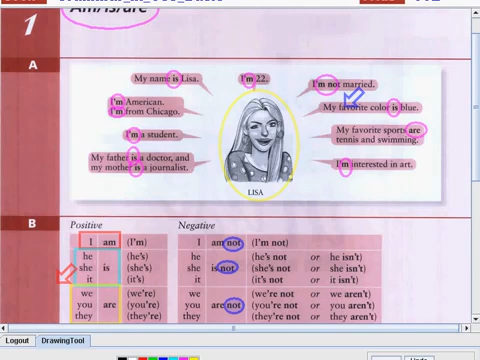 Am/is/are
1
A
My name is Lisa.
I'm 22.
I'm not married.
I'm American.
I'm from Chicago.
My favorite color is blue.
I'm a student.
My favorite sports are
tennis and swimming.
My father is a doctor, and
my mother is a journalist.
I'm interested in art.
LISA
B
Positive Negative
I am (I'm) I am not (I'm not)
he (he's) he (he's not or he isn't)
she is (she's) she is not (she's not or she isn't)
it (it's) it (it's not or it isn't)
we (we're) we (we're not or we aren't)
you are (you're) you are not (you're not or you aren't)
they (they're) they (they're not or they aren't)
Logout DrawingTool